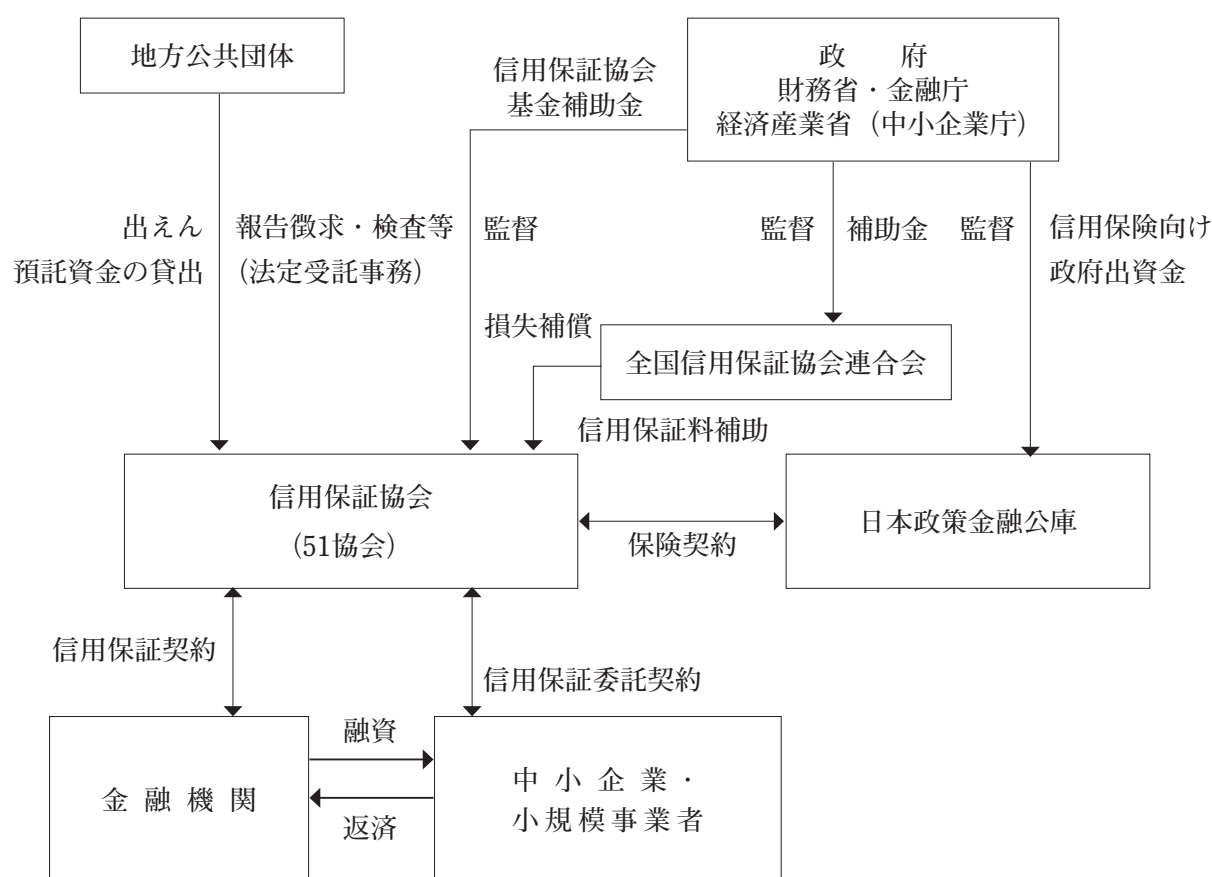 地方公共団体
信用保証協会
基金補助金
政　　府
財務省・金融庁
経済産業省（中小企業庁）
出えん
預託資金の貸出
報告徴求・検査等
(法定受託事務)
監督
監督
補助金
監督
信用保険向け
政府出資金
損失補償
全国信用保証協会連合会
信用保証料補助
信用保証協会
(51協会)
保険契約
日本政策金融公庫
信用保証契約
信用保証委託契約
金融機関
融資
返済
中小企業・
小規模事業者